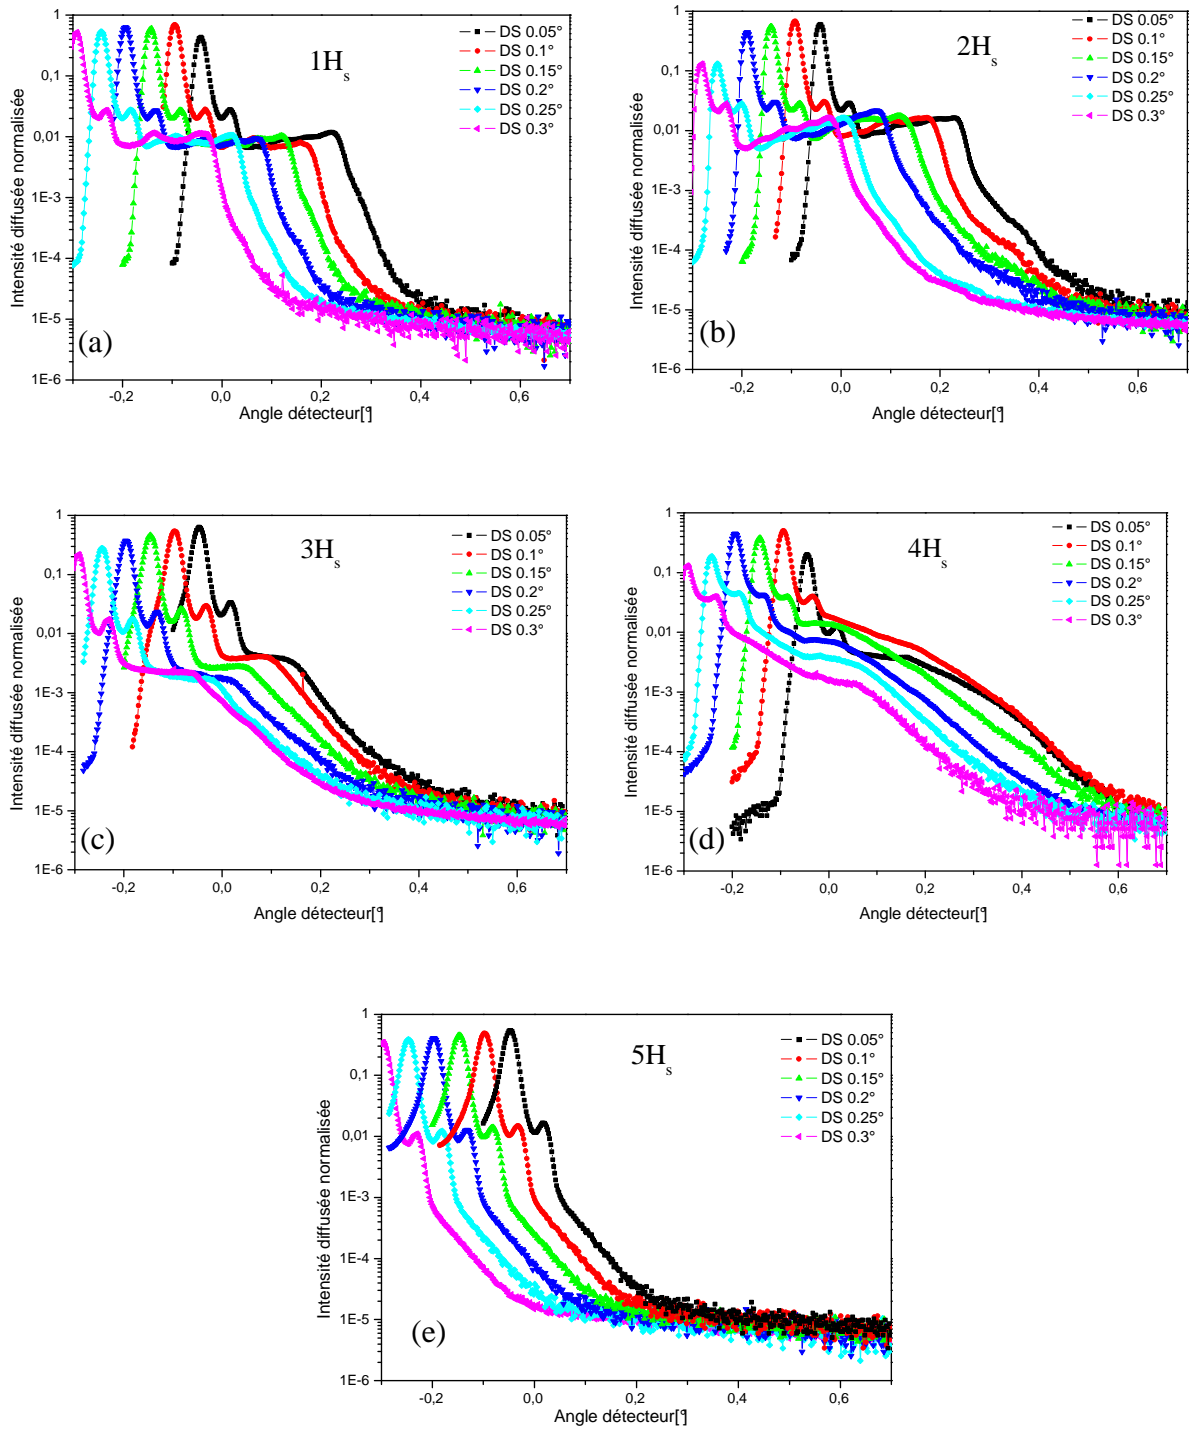 1
0,1
0,01
1E-3
1E-4
1E-5
1E-6
Intensité diffusée normalisée
1H_s
DS 0.05°
DS 0.1°
DS 0.15°
DS 0.2°
DS 0.25°
DS 0.3°
(a)
-0,2 0,0 0,2 0,4 0,6
Angle détecteur[°]
1
0,1
0,01
1E-3
1E-4
1E-5
1E-6
Intensité diffusée normalisée
2H_s
DS 0.05°
DS 0.1°
DS 0.15°
DS 0.2°
DS 0.25°
DS 0.3°
(b)
-0,2 0,0 0,2 0,4 0,6
Angle détecteur[°]
1
0,1
0,01
1E-3
1E-4
1E-5
1E-6
Intensité diffusée normalisée
3H_s
DS 0.05°
DS 0.1°
DS 0.15°
DS 0.2°
DS 0.25°
DS 0.3°
(c)
-0,2 0,0 0,2 0,4 0,6
Angle détecteur[°]
1
0,1
0,01
1E-3
1E-4
1E-5
1E-6
Intensité diffusée normalisée
4H_s
DS 0.05°
DS 0.1°
DS 0.15°
DS 0.2°
DS 0.25°
DS 0.3°
(d)
-0,2 0,0 0,2 0,4 0,6
Angle détecteur[°]
1
0,1
0,01
1E-3
1E-4
1E-5
1E-6
Intensité diffusée normalisée
5H_s
DS 0.05°
DS 0.1°
DS 0.15°
DS 0.2°
DS 0.25°
DS 0.3°
(e)
-0,2 0,0 0,2 0,4 0,6
Angle détecteur[°]